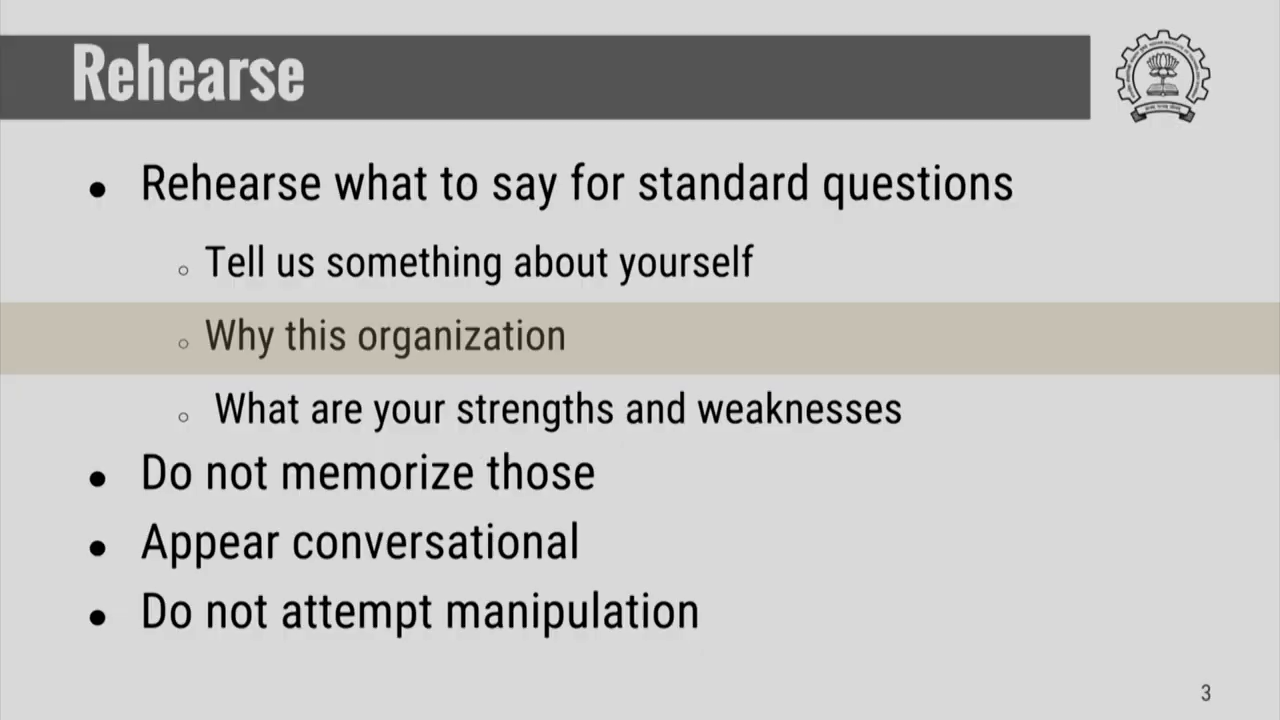 Rehearse
• Rehearse what to say for standard questions
○ Tell us something about yourself
○ Why this organization
○ What are your strengths and weaknesses
• Do not memorize those
• Appear conversational
• Do not attempt manipulation
3